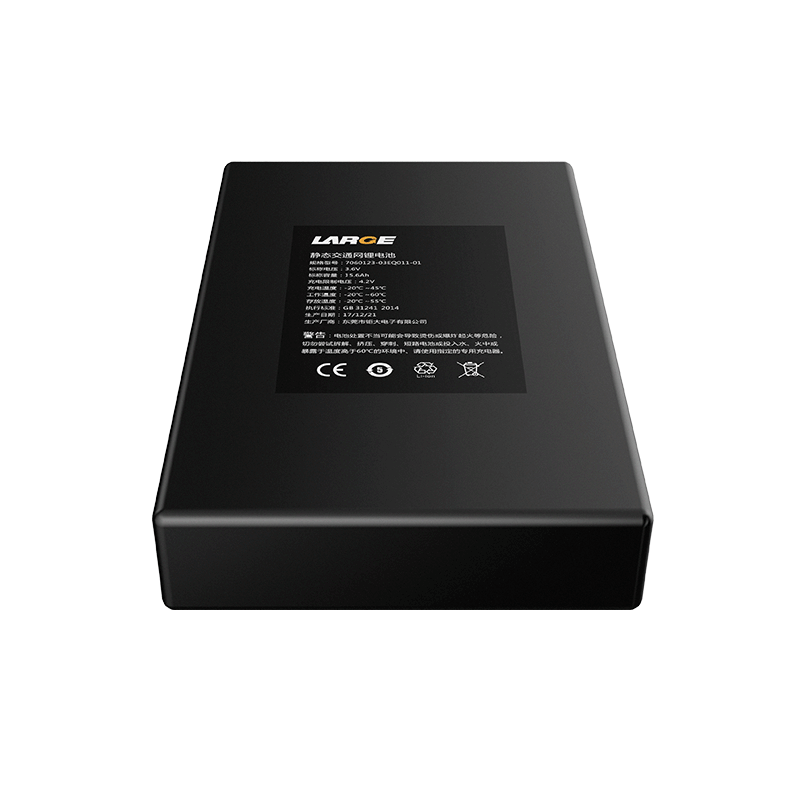 LARGE
静态交通网锂电池
规格型号：7060123-03EQ011-01
标称电压：3.6V
标称容量：15.6Ah
充电限制电压：4.2V
充电温度：-20℃~45℃
工作温度：-20℃~60℃
存放温度：-20℃~55℃
执行标准：GB 31241 2014
生产日期：17/12/21
生产厂商：东莞市钜大电子有限公司
警告：电池处置不当可能会导致烫伤或爆炸起火等危险，
切勿尝试拆解、挤压、穿刺、短路电池或投入水、火中或
暴露于温度高于60℃的环境中、请使用指定的专用充电器。
CE 5 Li-ion